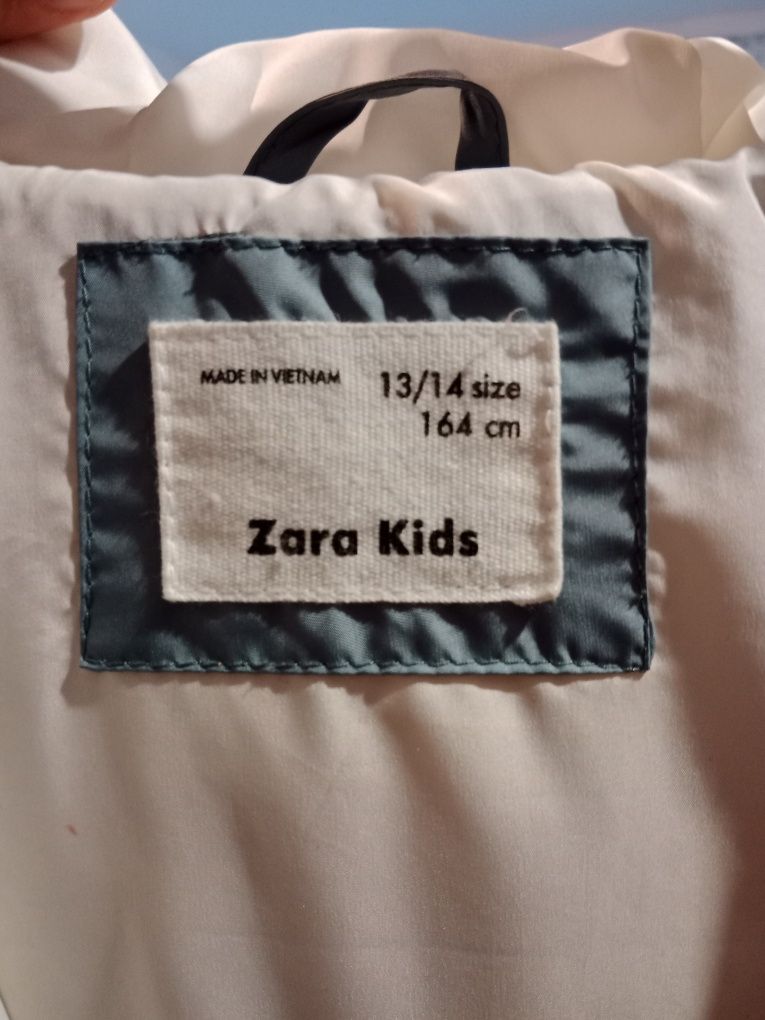 MADE IN VIETNAM 13/14 size
164 cm
Zara Kids